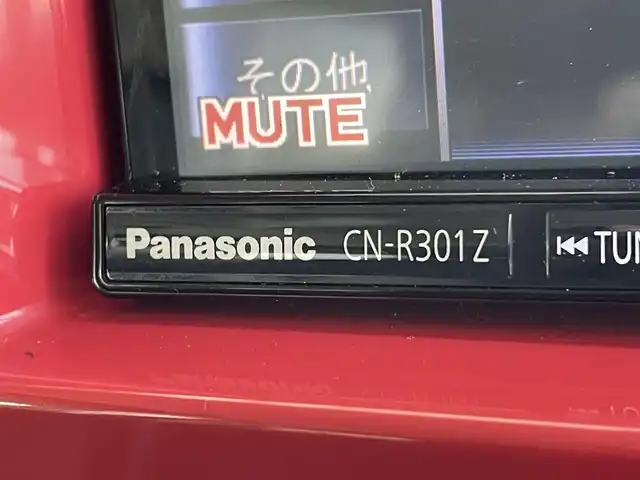 その他
MUTE
Panasonic CN-R301Z ⏮ TUN